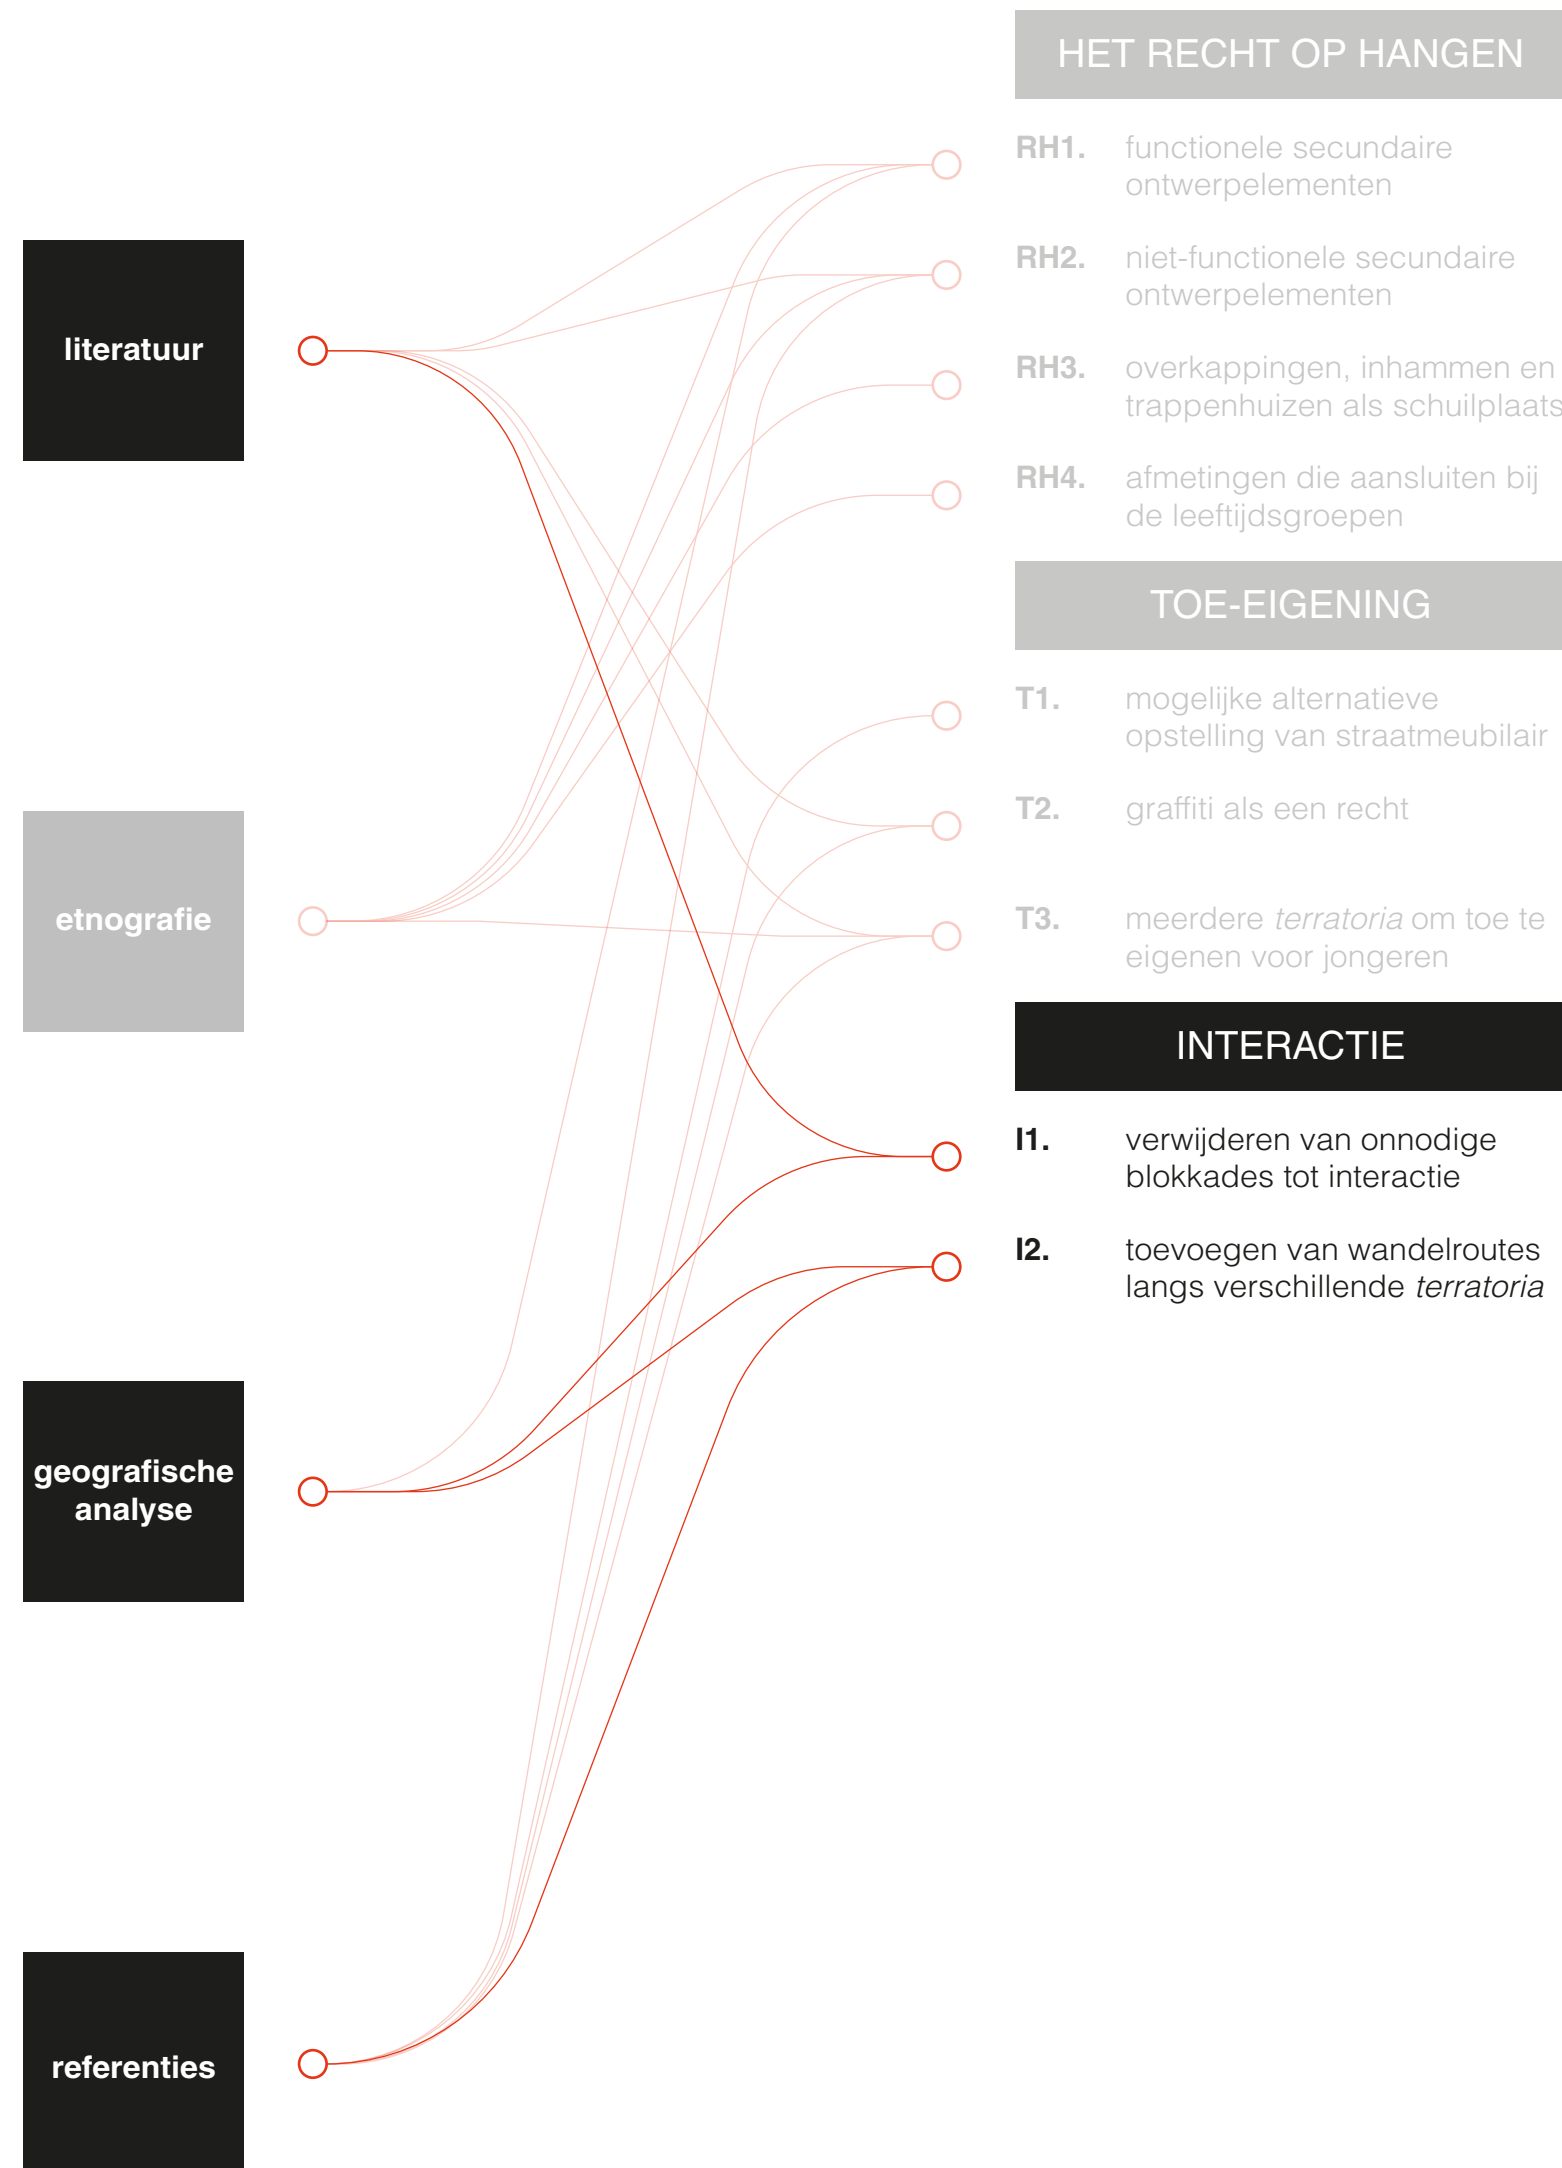 HET RECHT OP HANGEN
RH1. functionele secundaire
ontwerpelementen
RH2. niet-functionele secundaire
ontwerpelementen
RH3. overkappingen, inhammen en
trappenhuizen als schuilplaats
RH4. afmetingen die aansluiten bij
de leeftijdsgroepen
TOE-EIGENING
T1. mogelijke alternatieve
opstelling van straatmeubilair
T2. graffiti als een recht
T3. meerdere terratoria om toe te
eigenen voor jongeren
INTERACTIE
I1. verwijderen van onnodige
blokkades tot interactie
I2. toevoegen van wandelroutes
langs verschillende terratoria
literatuur
etnografie
geografische
analyse
referenties